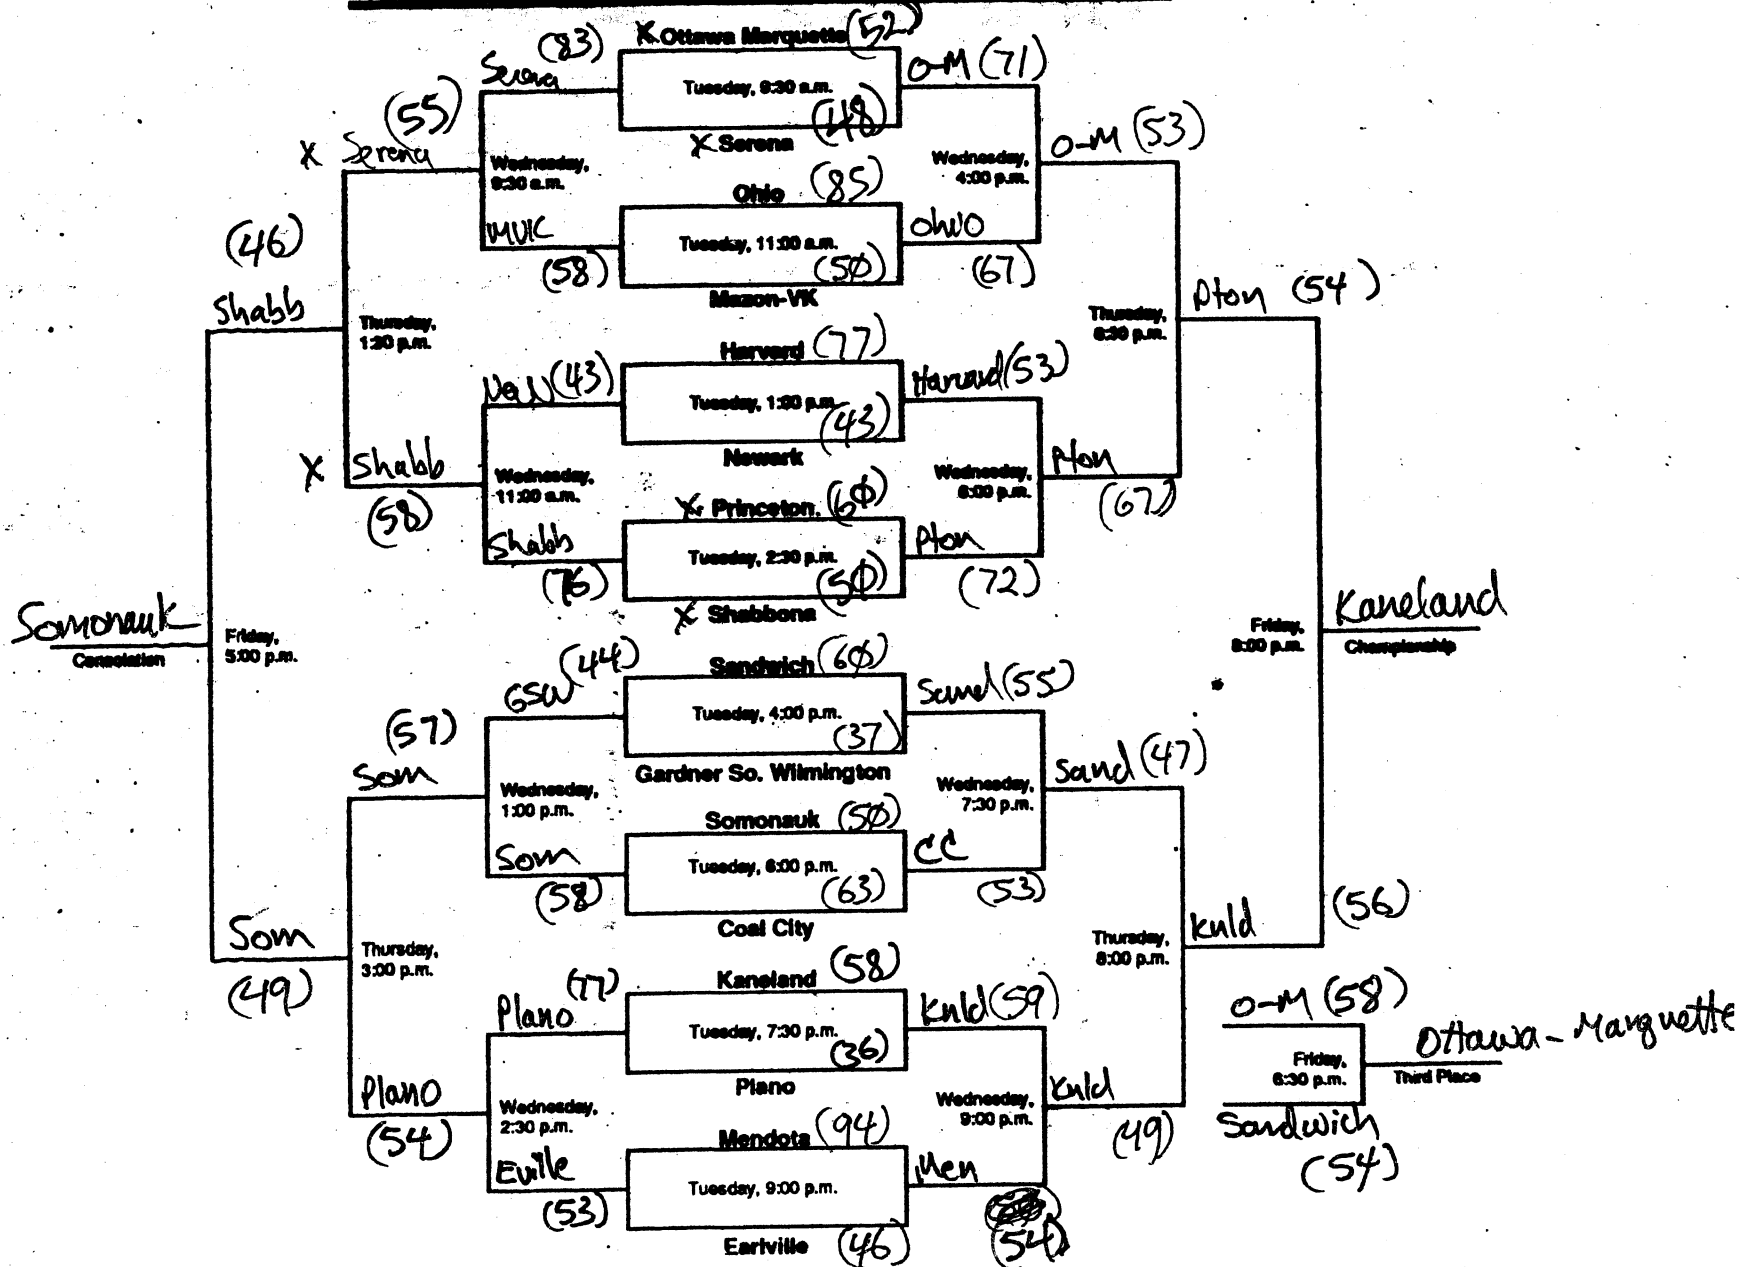 X Ottawa Marquette (52)
Serena (83)
Tuesday, 9:30 a.m.
O-M (71)
(48)
X Serena
X Serena (55)
Wednesday,
9:30 a.m.
Wednesday,
4:00 p.m.
O-M (53)
Ohio (85)
MVK
(58)
Tuesday, 11:00 a.m.
(50)
Mazon-VK
Ohio
(67)
(46)
Shabb
Thursday,
1:30 p.m.
Thursday,
6:30 p.m.
Pton (54)
Harvard (77)
New (43)
Tuesday, 1:00 p.m.
(43)
Newark
Harvard (53)
X Shabb
(58)
Wednesday,
11:00 a.m.
Wednesday,
6:00 p.m.
Pton
(67)
X Princeton (60)
Shabb
(76)
Tuesday, 2:30 p.m.
(50)
X Shabbona
Pton
(72)
Somonauk
Consolation
Friday,
5:00 p.m.
Friday,
8:00 p.m.
Kaneland
Championship
Sandwich (60)
GSW (44)
Tuesday, 4:00 p.m.
(37)
Gardner So. Wilmington
Sand (55)
(57)
Som
Wednesday,
1:00 p.m.
Wednesday,
7:30 p.m.
Sand (47)
Somonauk (50)
Som
(58)
Tuesday, 6:00 p.m.
(63)
Coal City
CC
(53)
Som
(49)
Thursday,
3:00 p.m.
Thursday,
8:00 p.m.
Knld
(56)
Kaneland (58)
Plano (77)
Tuesday, 7:30 p.m.
(36)
Plano
Knld (59)
Plano
(54)
Wednesday,
2:30 p.m.
Wednesday,
9:00 p.m.
Knld
(49)
Mendota (94)
Eville
(53)
Tuesday, 9:00 p.m.
Earlville (46)
Men
(54)
O-M (58)
Friday,
6:30 p.m.
Ottawa-Marquette
Third Place
Sandwich
(54)